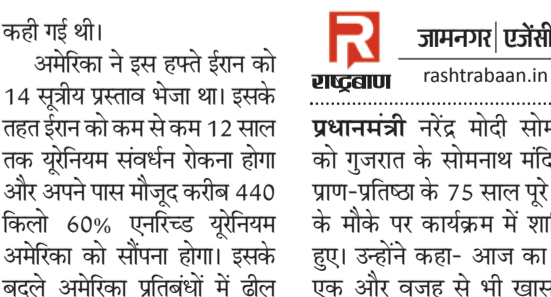 कही गई थी।
अमेरिका ने इस हफ्ते ईरान को
14 सूत्रीय प्रस्ताव भेजा था। इसके
तहत ईरान को कम से कम 12 साल
तक यूरेनियम संवर्धन रोकना होगा
और अपने पास मौजूद करीब 440
किलो 60% एनरिच्ड यूरेनियम
अमेरिका को सौंपना होगा। इसके
बदले अमेरिका प्रतिबंधों में ढील
राष्ट्रबाण
जामनगर| एजेंसी
rashtrabaan.in
प्रधानमंत्री नरेंद्र मोदी सोम
को गुजरात के सोमनाथ मंदि
प्राण-प्रतिष्ठा के 75 साल पूरे
के मौके पर कार्यक्रम में शा
हुए। उन्होंने कहा- आज का
एक और वजह से भी खास